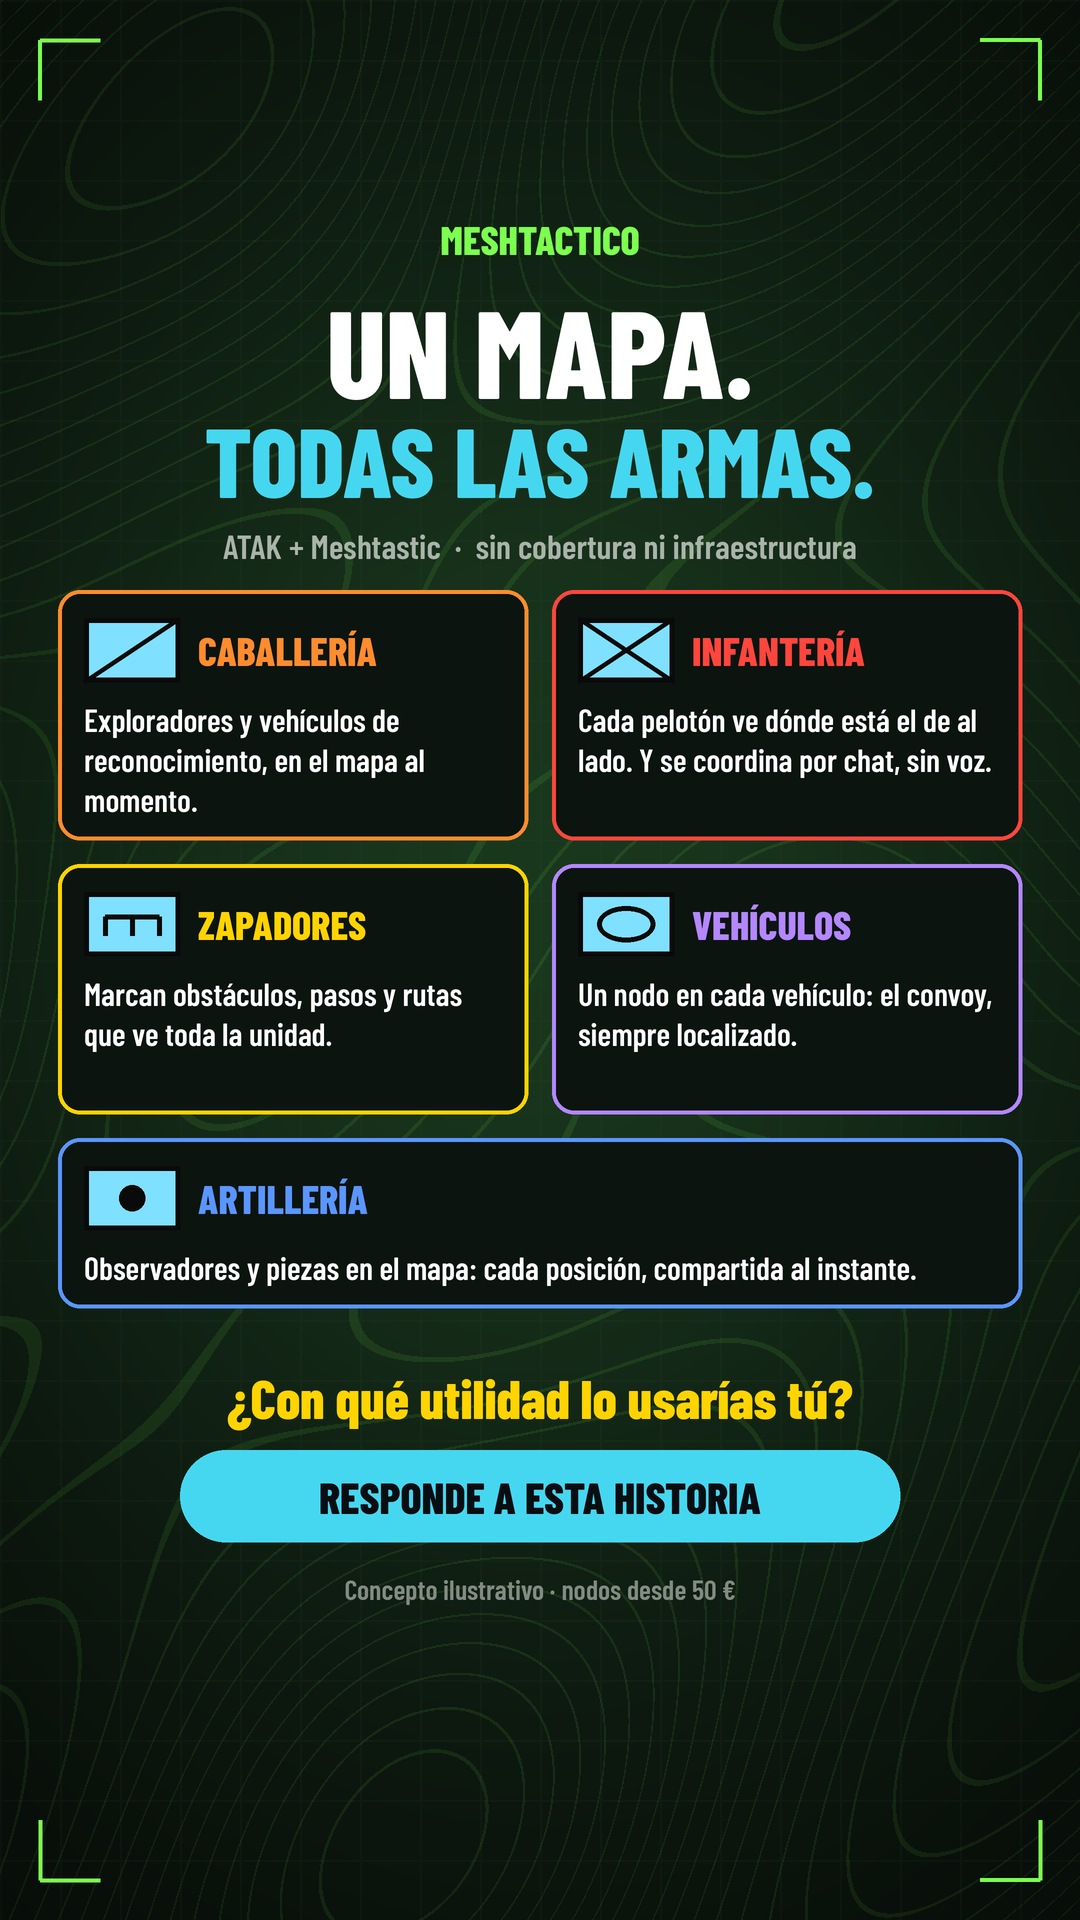 MESHTACTICO
UN MAPA.
TODAS LAS ARMAS.
ATAK + Meshtastic · sin cobertura ni infraestructura
CABALLERÍA
Exploradores y vehículos de
reconocimiento, en el mapa al
momento.
INFANTERÍA
Cada pelotón ve dónde está el de al
lado. Y se coordina por chat, sin voz.
ZAPADORES
Marcan obstáculos, pasos y rutas
que ve toda la unidad.
VEHÍCULOS
Un nodo en cada vehículo: el convoy,
siempre localizado.
ARTILLERÍA
Observadores y piezas en el mapa: cada posición, compartida al instante.
¿Con qué utilidad lo usarías tú?
RESPONDE A ESTA HISTORIA
Concepto ilustrativo · nodos desde 50 €